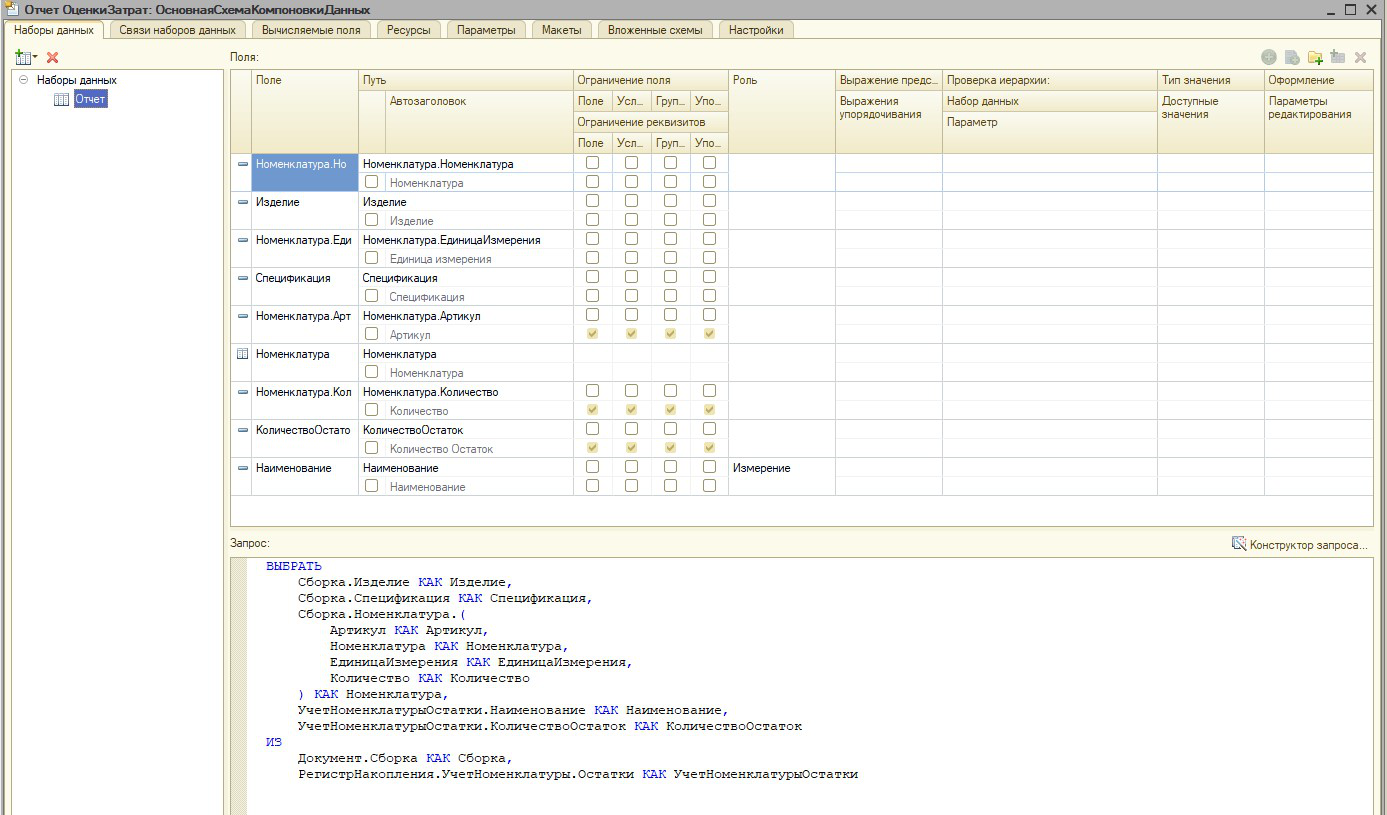 Отчет ОценкиЗатрат: ОсновнаяСхемаКомпоновкиДанных
Наборы данных Связи наборов данных Вычисляемые поля Ресурсы Параметры Макеты Вложенные схемы Настройки
Поля:
Наборы данных
Отчет
Поле Путь Ограничение поля Роль Выражение предс... Проверка иерархии: Тип значения Оформление
Автозаголовок Поле Усл... Груп... Упо... Выражения упорядочивания Набор данных Доступные значения Параметры редактирования
Ограничение реквизитов Параметр
Поле Усл... Груп... Упо...
Номенклатура.Но Номенклатура.Номенклатура
Номенклатура
Изделие Изделие
Изделие
Номенклатура.Еди Номенклатура.ЕдиницаИзмерения
Единица измерения
Спецификация Спецификация
Спецификация
Номенклатура.Арт Номенклатура.Артикул
Артикул
Номенклатура Номенклатура
Номенклатура
Номенклатура.Кол Номенклатура.Количество
Количество
КоличествоОстато КоличествоОстаток
Количество Остаток
Наименование Наименование Измерение
Наименование
Запрос: Конструктор запроса...
ВЫБРАТЬ
Сборка.Изделие КАК Изделие,
Сборка.Спецификация КАК Спецификация,
Сборка.Номенклатура.(
Артикул КАК Артикул,
Номенклатура КАК Номенклатура,
ЕдиницаИзмерения КАК ЕдиницаИзмерения,
Количество КАК Количество
) КАК Номенклатура,
УчетНоменклатурыОстатки.Наименование КАК Наименование,
УчетНоменклатурыОстатки.КоличествоОстаток КАК КоличествоОстаток
ИЗ
Документ.Сборка КАК Сборка,
РегистрНакопления.УчетНоменклатуры.Остатки КАК УчетНоменклатурыОстатки